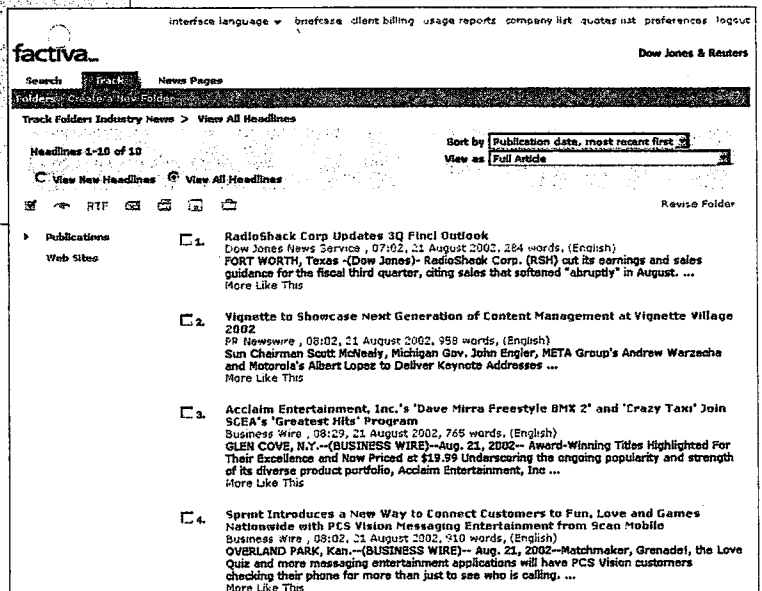 interface language briefcase client billing usage reports company list quotes list preferences logout
factiva
Dow Jones & Reuters
Search Track News Pages
Folders Create a New Folder
Track Folders Industry News > View All Headlines
Headlines 1-10 of 10
Sort by Publication date, most recent first
View as Full Article
View New Headlines View All Headlines
RTF
Revise Folder
Publications
Web Sites
1. RadioShack Corp Updates 3Q Fincl Outlook
Dow Jones News Service , 07:02, 21 August 2002, 284 words, (English)
FORT WORTH, Texas -(Dow Jones)- RadioShack Corp. (RSH) cut its earnings and sales
guidance for the fiscal third quarter, citing sales that softened "abruptly" in August. ...
More Like This
2. Vignette to Showcase Next Generation of Content Management at Vignette Village
2002
PR Newswire , 08:02, 21 August 2002, 958 words, (English)
Sun Chairman Scott McNealy, Michigan Gov. John Engler, META Group's Andrew Warzecha
and Motorola's Albert Lopez to Deliver Keynote Addresses ...
More Like This
3. Acclaim Entertainment, Inc.'s 'Dave Mirra Freestyle BMX 2' and 'Crazy Taxi' Join
SCEA's 'Greatest Hits' Program
Business Wire , 08:29, 21 August 2002, 765 words, (English)
GLEN COVE, N.Y.--(BUSINESS WIRE)--Aug. 21, 2002-- Award-Winning Titles Highlighted For
Their Excellence and Now Priced at $19.99 Underscoring the ongoing popularity and strength
of its diverse product portfolio, Acclaim Entertainment, Inc ...
More Like This
4. Sprint Introduces a New Way to Connect Customers to Fun, Love and Games
Nationwide with PCS Vision Messaging Entertainment from Scan Mobile
Business Wire , 08:02, 21 August 2002, 910 words, (English)
OVERLAND PARK, Kan.--(BUSINESS WIRE)-- Aug. 21, 2002--Matchmaker, Grenade!, the Love
Quiz and more messaging entertainment applications will have PCS Vision customers
checking their phone for more than just to see who is calling. ...
More Like This